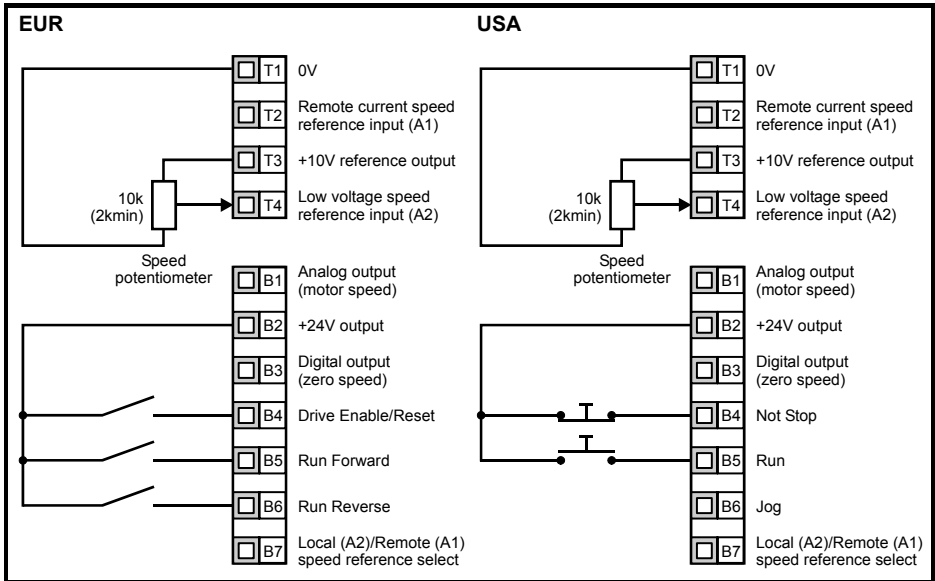 EUR
T1 0V
T2 Remote current speed
reference input (A1)
T3 +10V reference output
T4 Low voltage speed
reference input (A2)
10k
(2kmin)
Speed
potentiometer
B1 Analog output
(motor speed)
B2 +24V output
B3 Digital output
(zero speed)
B4 Drive Enable/Reset
B5 Run Forward
B6 Run Reverse
B7 Local (A2)/Remote (A1)
speed reference select
USA
T1 0V
T2 Remote current speed
reference input (A1)
T3 +10V reference output
T4 Low voltage speed
reference input (A2)
10k
(2kmin)
Speed
potentiometer
B1 Analog output
(motor speed)
B2 +24V output
B3 Digital output
(zero speed)
B4 Not Stop
B5 Run
B6 Jog
B7 Local (A2)/Remote (A1)
speed reference select